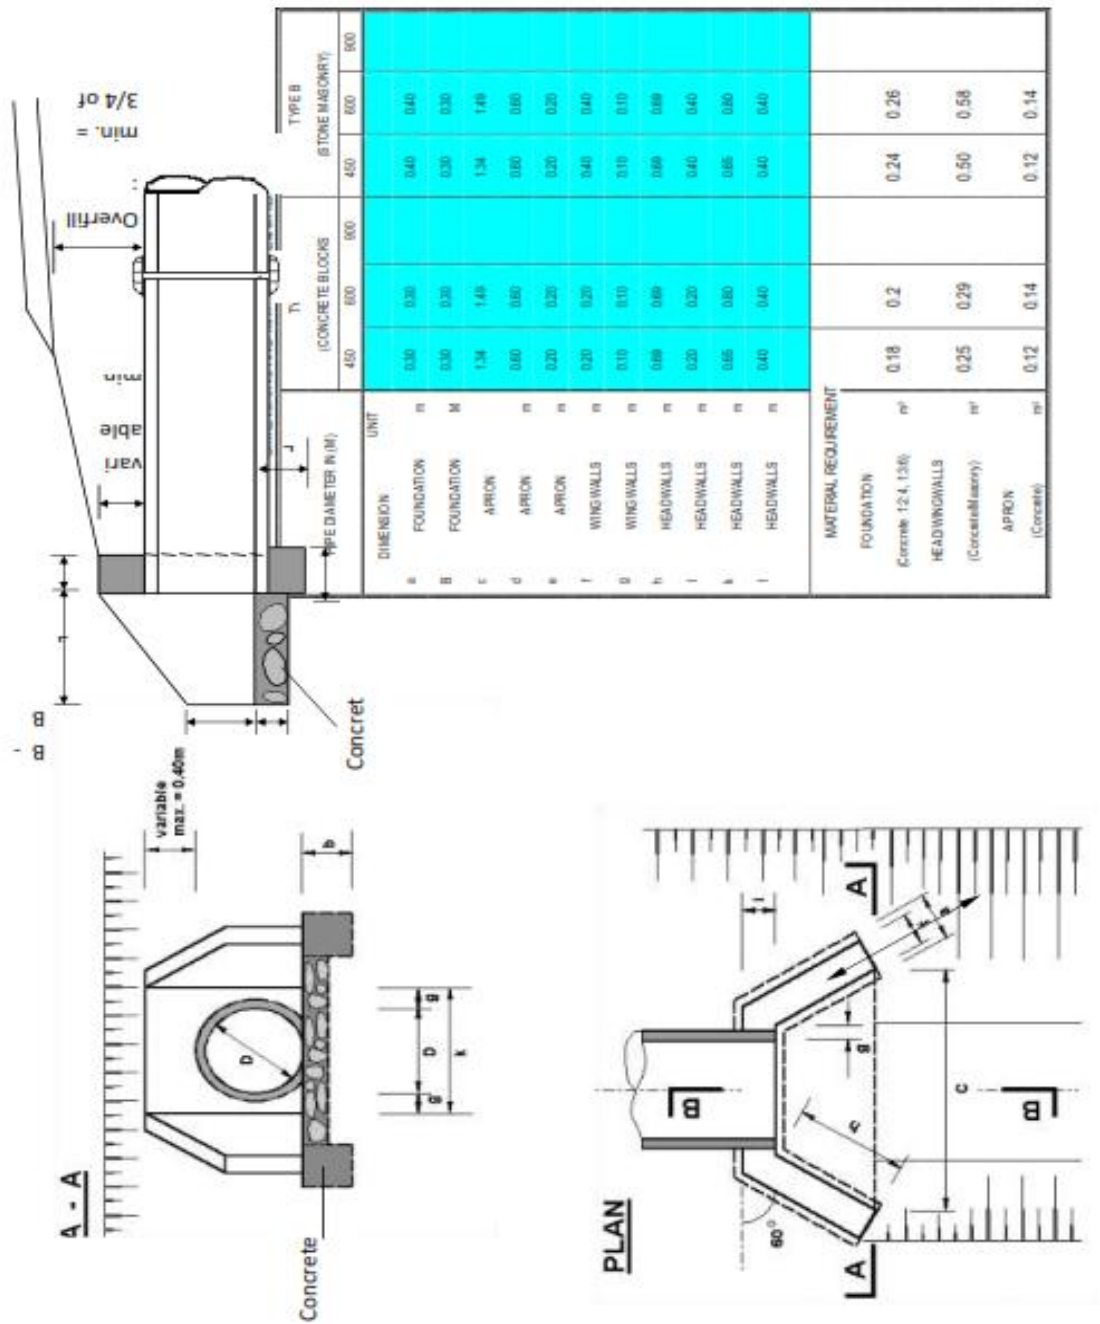 B - B
Overfill
:
min. =
3/4 of
vari
able
min
Concret
A - A
variable
max. = 0.40m
b
D
g D g
k
Concrete
PLAN
60°
A
A
B
B
C
g
TYPE B
(CONCRETE BLOCKS (STONE MASONRY)
PIPE DIAMETER IN (M) 450 600 900 450 600 900
DIMENSION UNIT
a FOUNDATION m 0.30 0.30 0.40 0.40
B FOUNDATION M 0.30 0.30 0.30 0.30
c APRON 1.34 1.49 1.34 1.49
d APRON m 0.60 0.60 0.60 0.60
e APRON m 0.20 0.20 0.20 0.20
f WINGWALLS m 0.20 0.20 0.40 0.40
g WINGWALLS m 0.10 0.10 0.10 0.10
h HEADWALLS m 0.69 0.69 0.69 0.69
i HEADWALLS m 0.20 0.20 0.40 0.40
k HEADWALLS m 0.65 0.80 0.65 0.80
l HEADWALLS m 0.40 0.40 0.40 0.40
MATERIAL REQUIREMENT
FOUNDATION
(Concrete 1:2:4, 1:3:6) m³ 0.18 0.2 0.24 0.26
HEADWINGWALLS
(Concrete/Masonry) m³ 0.25 0.29 0.50 0.58
APRON
(Concrete) m³ 0.12 0.14 0.12 0.14